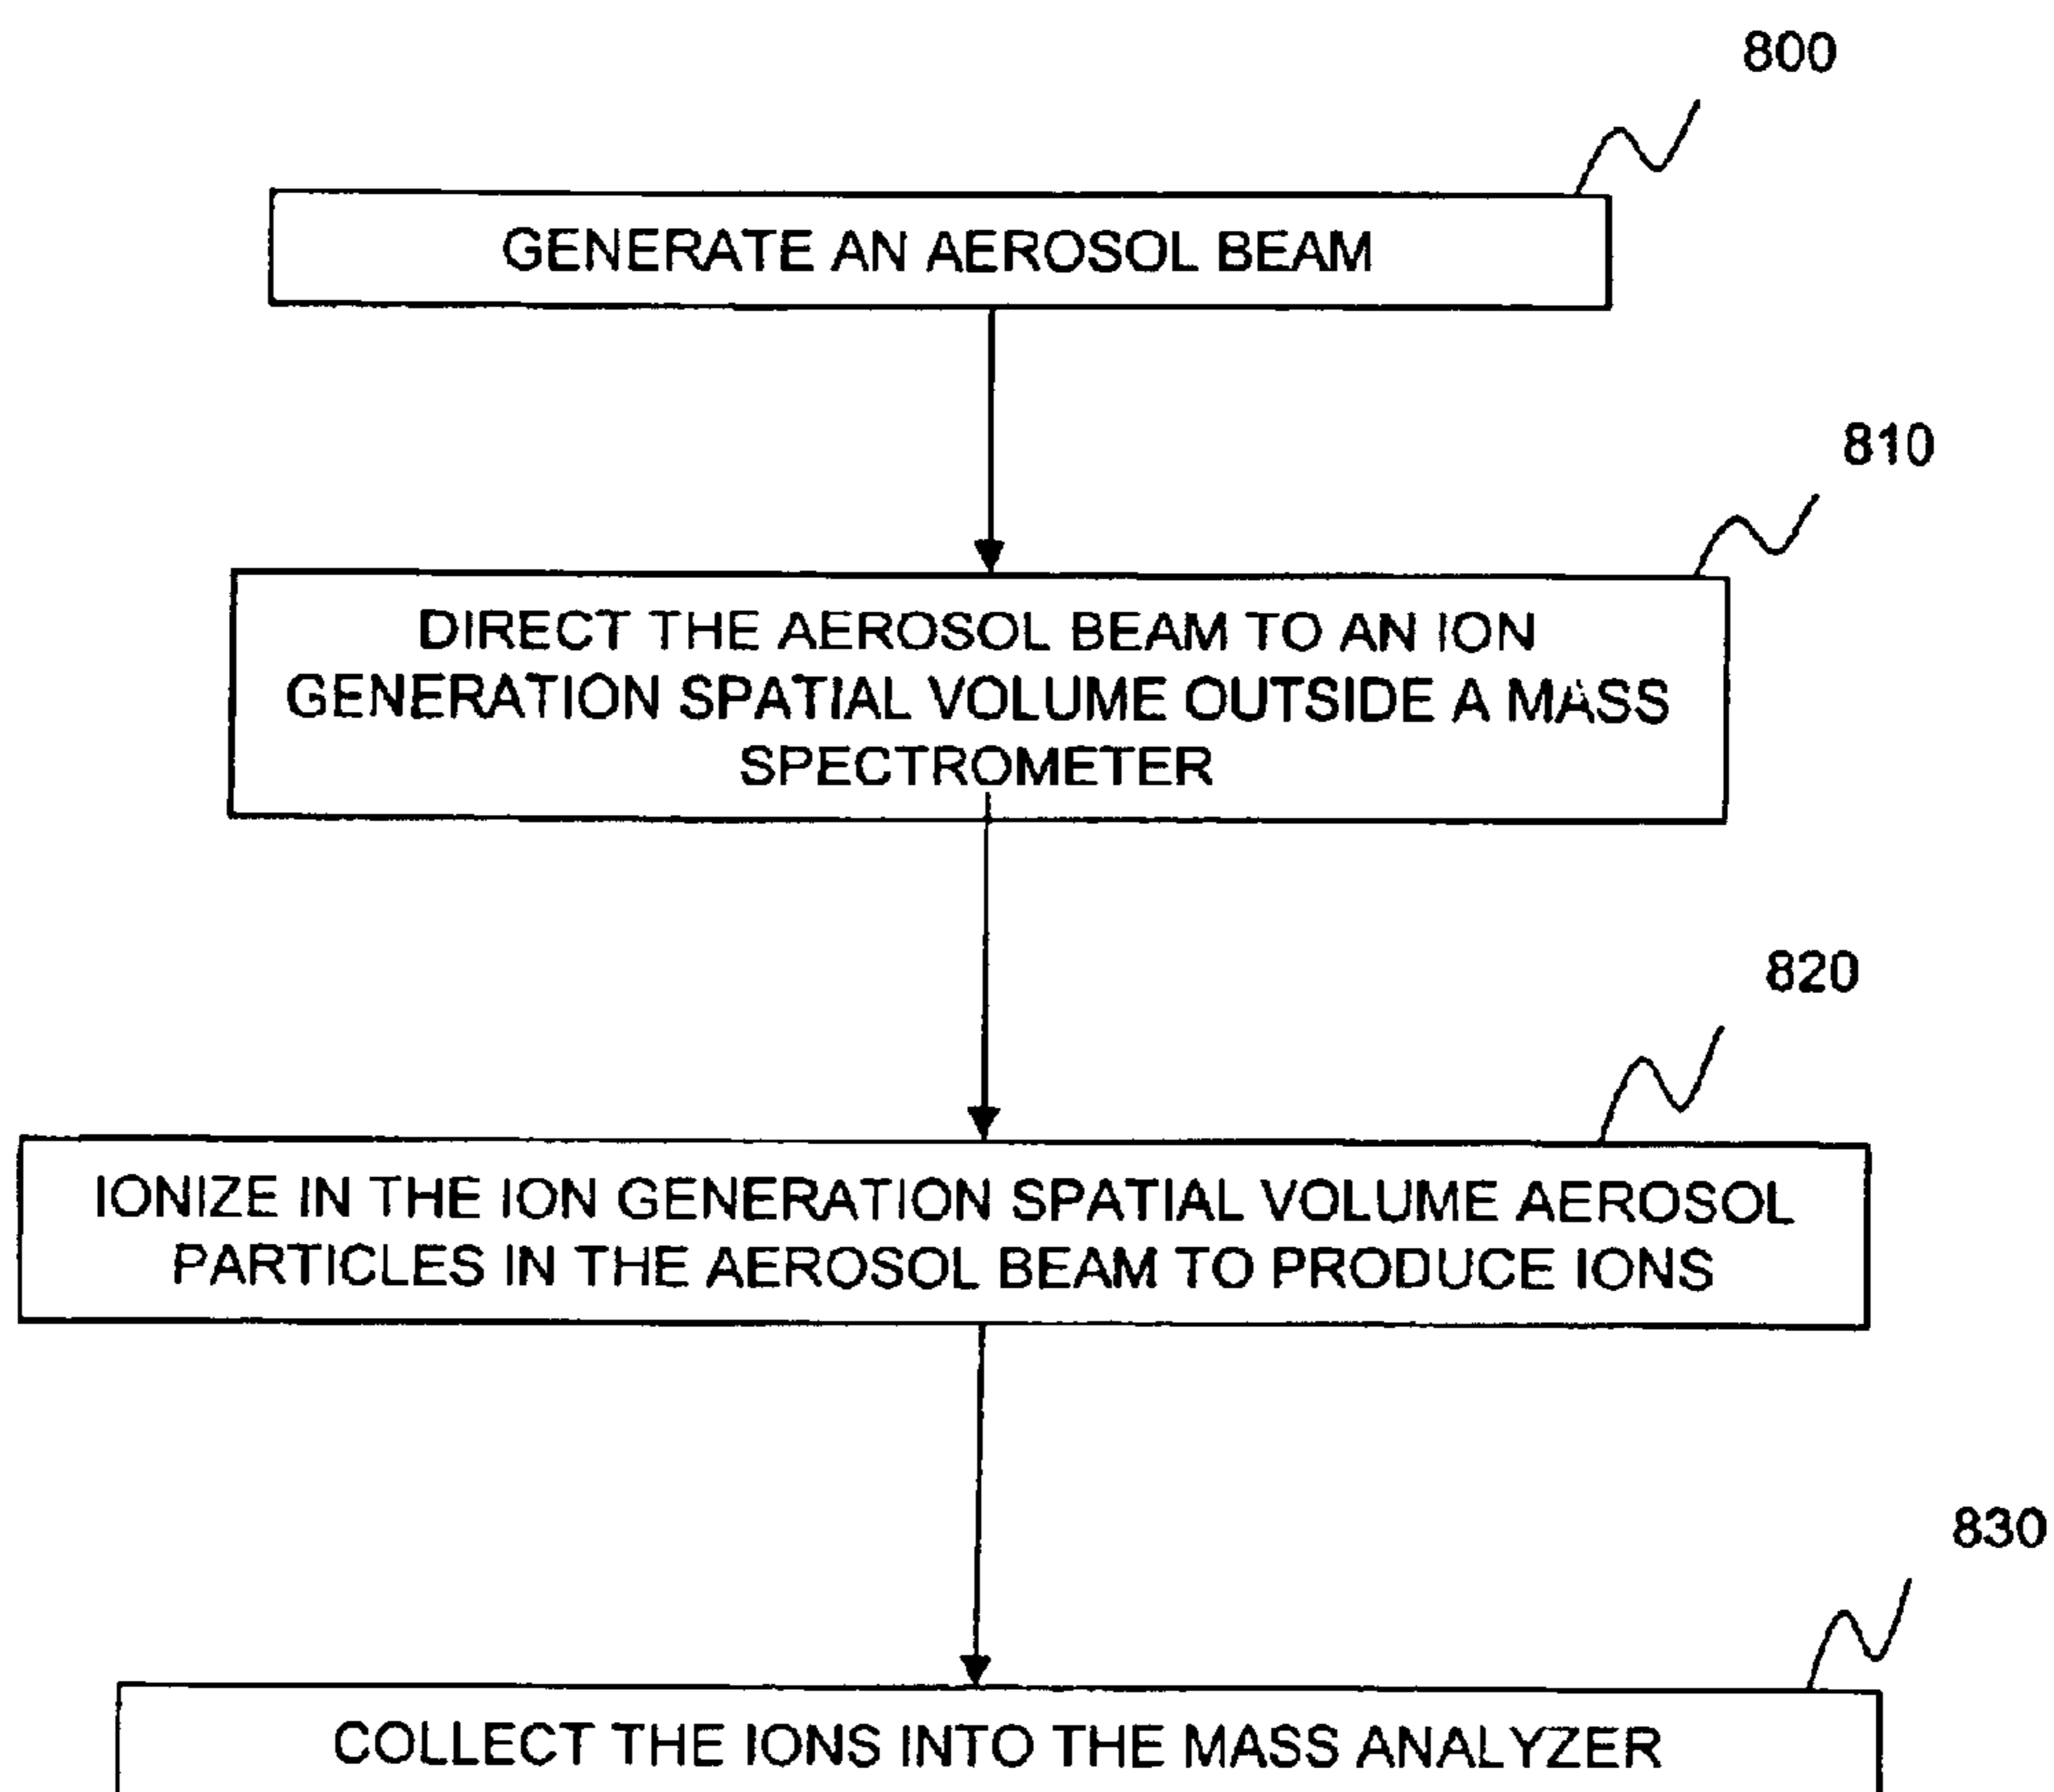 800
GENERATE AN AEROSOL BEAM
810
DIRECT THE AEROSOL BEAM TO AN ION
GENERATION SPATIAL VOLUME OUTSIDE A MASS
SPECTROMETER
820
IONIZE IN THE ION GENERATION SPATIAL VOLUME AEROSOL
PARTICLES IN THE AEROSOL BEAM TO PRODUCE IONS
830
COLLECT THE IONS INTO THE MASS ANALYZER